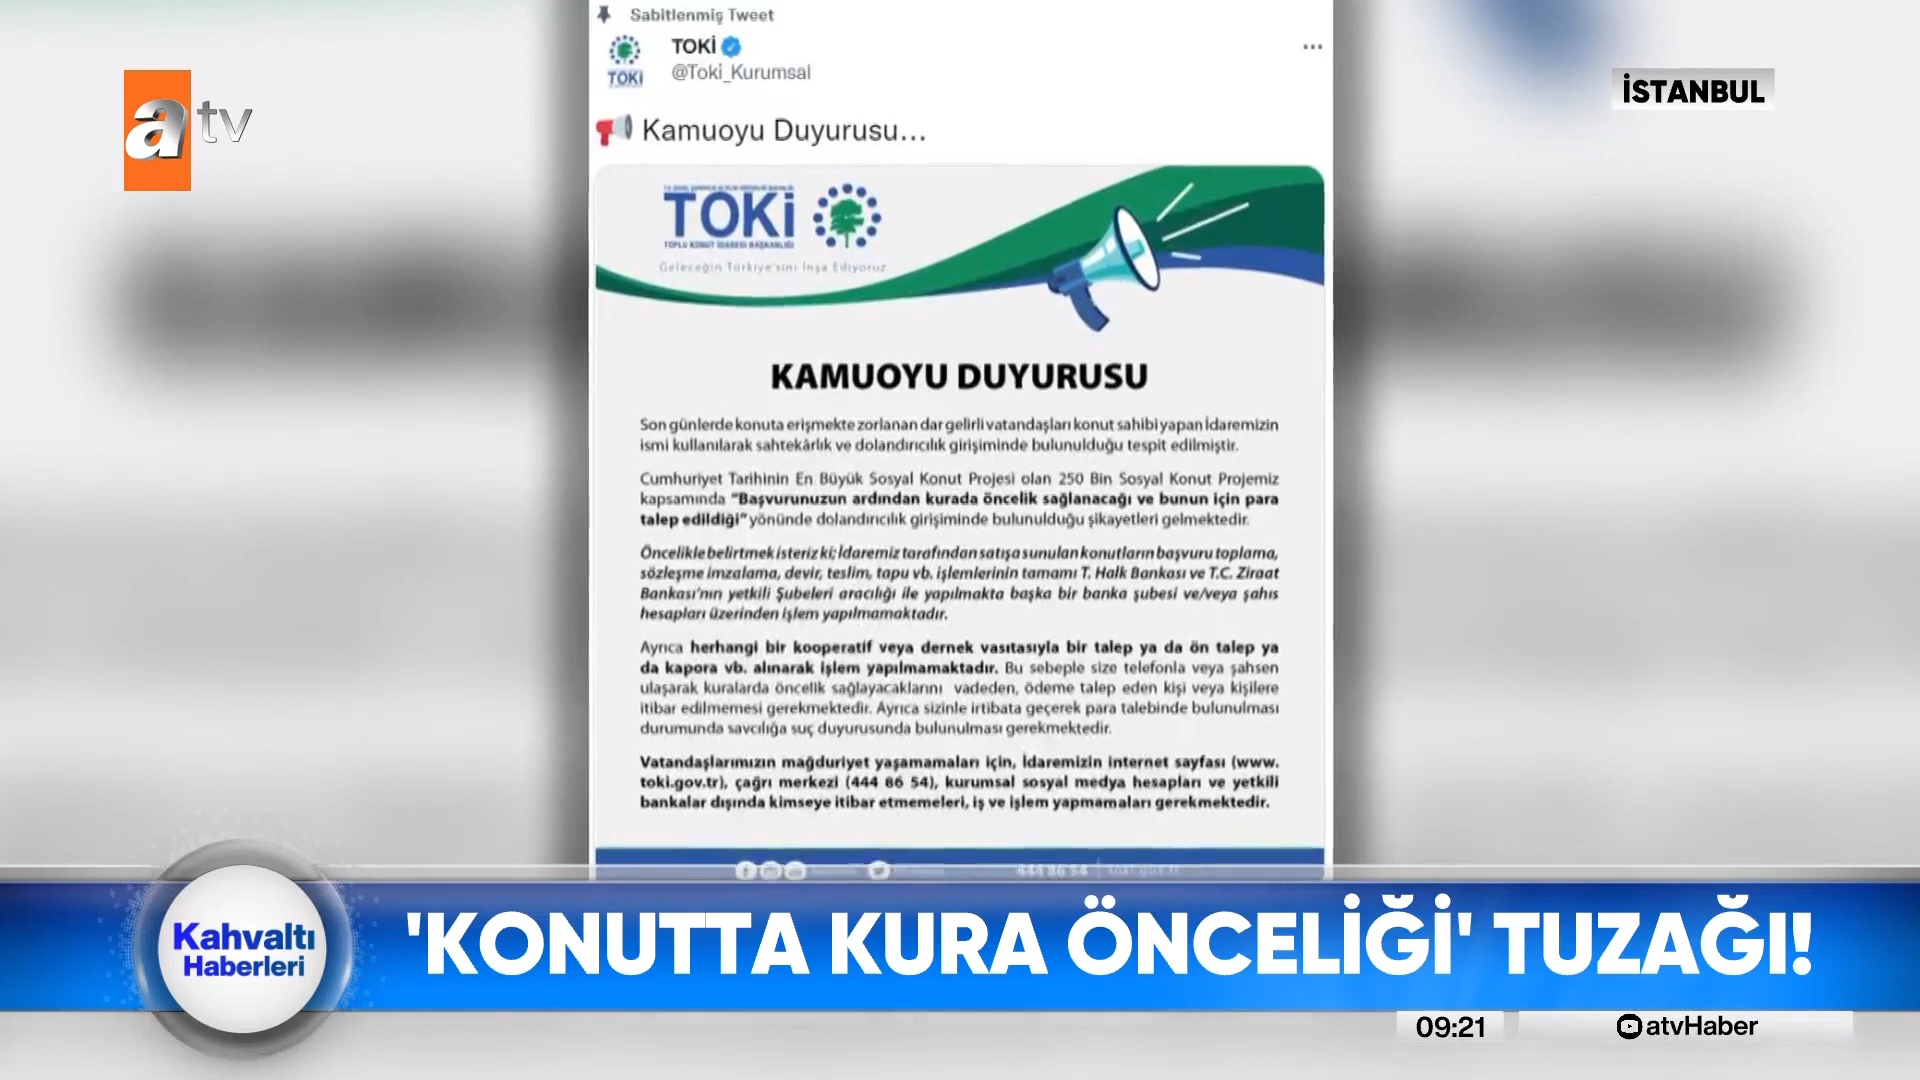 Sabitlenmiş Tweet
TOKİ
@Toki_Kurumsal
TOKİ
Kamuoyu Duyurusu...
a tv
İSTANBUL
TOKİ
TOPLU KONUT İDARESİ BAŞKANLIĞI
Geleceğin Türkiye'sini İnşa Ediyoruz
KAMUOYU DUYURUSU
Son günlerde konuta erişmekte zorlanan dar gelirli vatandaşları konut sahibi yapan İdaremizin
ismi kullanılarak sahtekârlık ve dolandırıcılık girişiminde bulunulduğu tespit edilmiştir.
Cumhuriyet Tarihinin En Büyük Sosyal Konut Projesi olan 250 Bin Sosyal Konut Projemiz
kapsamında “Başvurunuzun ardından kurada öncelik sağlanacağı ve bunun için para
talep edildiği” yönünde dolandırıcılık girişiminde bulunulduğu şikayetleri gelmektedir.
Öncelikle belirtmek isteriz ki; İdaremiz tarafından satışa sunulan konutların başvuru toplama,
sözleşme imzalama, devir, teslim, tapu vb. işlemlerinin tamamı T. Halk Bankası ve T.C. Ziraat
Bankası'nın yetkili Şubeleri aracılığı ile yapılmakta başka bir banka şubesi ve/veya şahıs
hesapları üzerinden işlem yapılmamaktadır.
Ayrıca herhangi bir kooperatif veya dernek vasıtasıyla bir talep ya da ön talep ya
da kapora vb. alınarak işlem yapılmamaktadır. Bu sebeple size telefonla veya şahsen
ulaşarak kuralarda öncelik sağlayacaklarını vadeden, ödeme talep eden kişi veya kişilere
itibar edilmemesi gerekmektedir. Ayrıca sizinle irtibata geçerek para talebinde bulunulması
durumunda savcılığa suç duyurusunda bulunulması gerekmektedir.
Vatandaşlarımızın mağduriyet yaşamamaları için, İdaremizin internet sayfası (www.
toki.gov.tr), çağrı merkezi (444 86 54), kurumsal sosyal medya hesapları ve yetkili
bankalar dışında kimseye itibar etmemeleri, iş ve işlem yapmamaları gerekmektedir.
444 86 54
Kahvaltı
Haberleri
'KONUTTA KURA ÖNCELİĞİ' TUZAĞI!
09:21
atvHaber